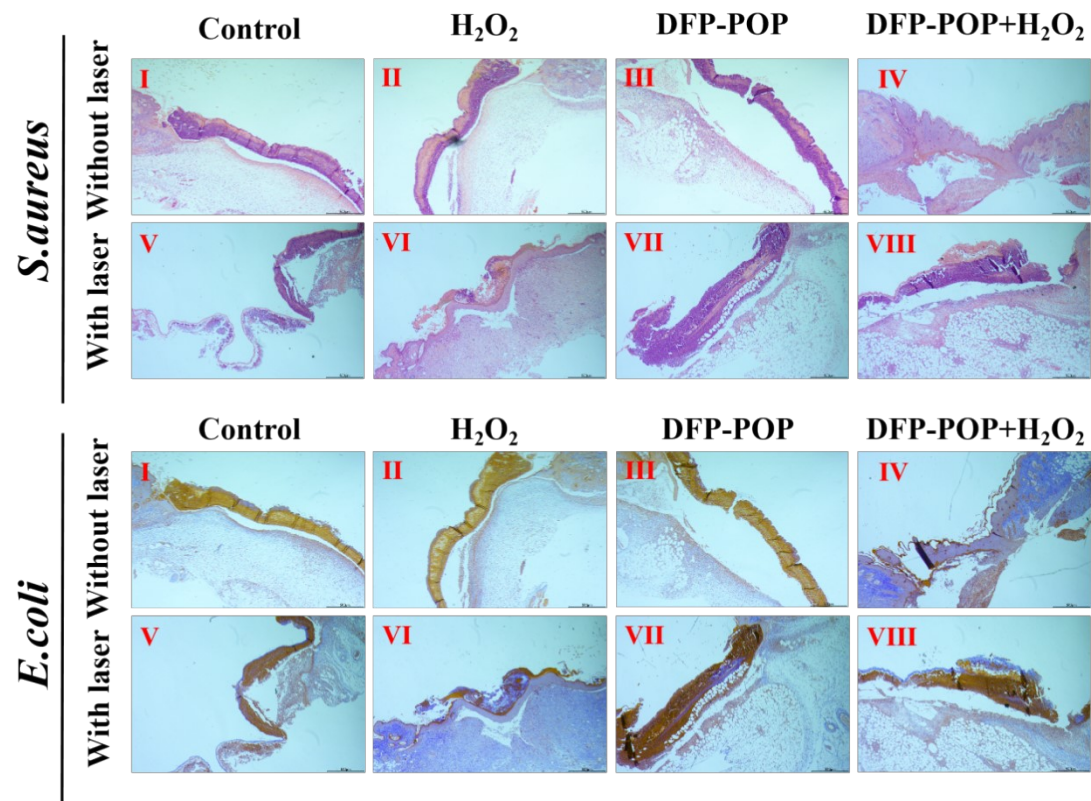 Control H₂O₂ DFP-POP DFP-POP+H₂O₂
S.aureus
Without laser
I II III IV
With laser
V VI VII VIII
Control H₂O₂ DFP-POP DFP-POP+H₂O₂
E.coli
Without laser
I II III IV
With laser
V VI VII VIII